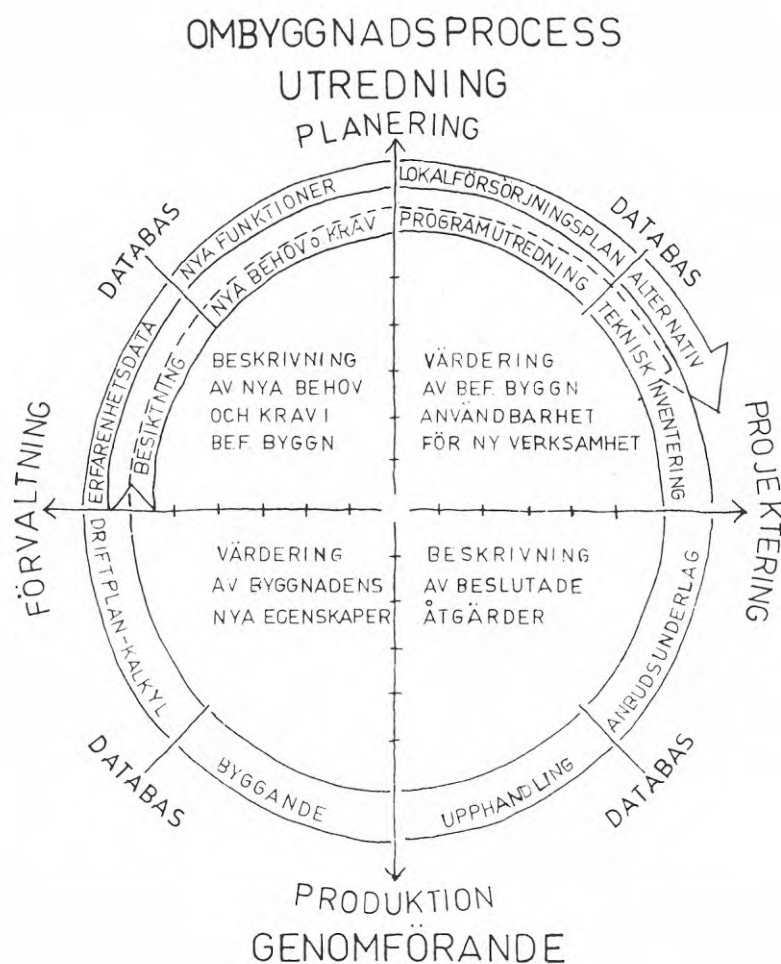 OMBYGGNADSPROCESS
UTREDNING
PLANERING
NYA FUNKTIONER
LOKALFÖRSÖRJNINGSPLAN
DATABAS
DATABAS
NYA BEHOV O. KRAV
PROGRAMUTREDNING
ALTERNATIV
ERFARENHETSDATA
BESIKTNING
TEKNISK INVENTERING
BESKRIVNING
AV NYA BEHOV
OCH KRAV I
BEF. BYGGN
VÄRDERING
AV BEF. BYGGN
ANVÄNDBARHET
FÖR NY VERKSAMHET
FÖRVALTNING
PROJEKTERING
VÄRDERING
AV BYGGNADENS
NYA EGENSKAPER
BESKRIVNING
AV BESLUTADE
ÅTGÄRDER
DRIFTPLAN-KALKYL
ANBUDSUNDERLAG
DATABAS
DATABAS
BYGGANDE
UPPHANDLING
PRODUKTION
GENOMFÖRANDE